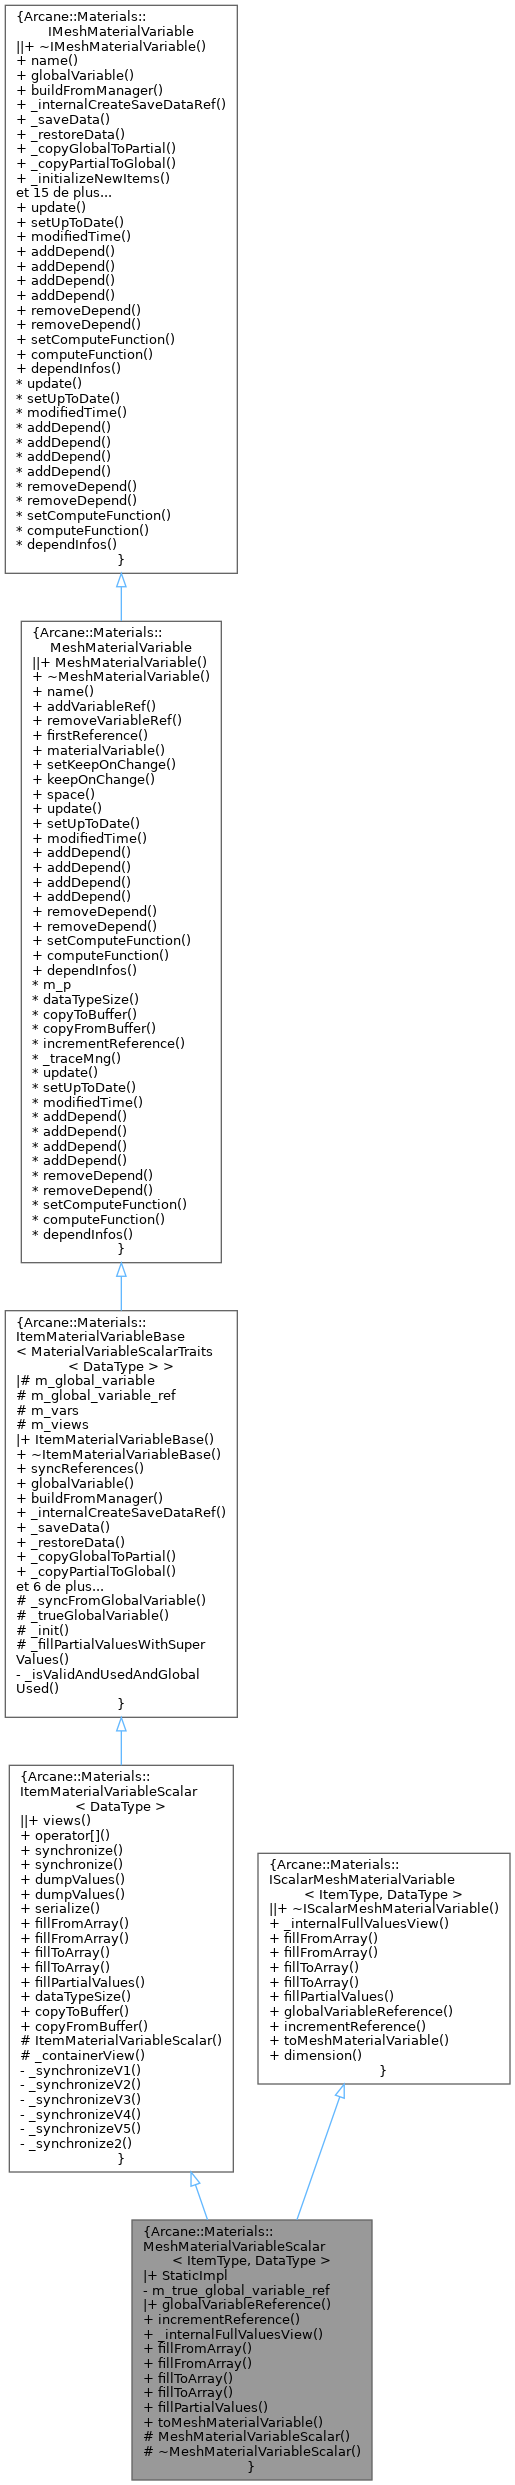 {Arcane::Materials::
IMeshMaterialVariable
||+ ~IMeshMaterialVariable()
+ name()
+ globalVariable()
+ buildFromManager()
+ _internalCreateSaveDataRef()
+ _saveData()
+ _restoreData()
+ _copyGlobalToPartial()
+ _copyPartialToGlobal()
+ _initializeNewItems()
et 15 de plus...
+ update()
+ setUpToDate()
+ modifiedTime()
+ addDepend()
+ addDepend()
+ addDepend()
+ addDepend()
+ removeDepend()
+ removeDepend()
+ setComputeFunction()
+ computeFunction()
+ dependInfos()
* update()
* setUpToDate()
* modifiedTime()
* addDepend()
* addDepend()
* addDepend()
* addDepend()
* removeDepend()
* removeDepend()
* setComputeFunction()
* computeFunction()
* dependInfos()
}
{Arcane::Materials::
MeshMaterialVariable
||+ MeshMaterialVariable()
+ ~MeshMaterialVariable()
+ name()
+ addVariableRef()
+ removeVariableRef()
+ firstReference()
+ materialVariable()
+ setKeepOnChange()
+ keepOnChange()
+ space()
+ update()
+ setUpToDate()
+ modifiedTime()
+ addDepend()
+ addDepend()
+ addDepend()
+ addDepend()
+ removeDepend()
+ removeDepend()
+ setComputeFunction()
+ computeFunction()
+ dependInfos()
* m_p
* dataTypeSize()
* copyToBuffer()
* copyFromBuffer()
* incrementReference()
* _traceMng()
* update()
* setUpToDate()
* modifiedTime()
* addDepend()
* addDepend()
* addDepend()
* addDepend()
* removeDepend()
* removeDepend()
* setComputeFunction()
* computeFunction()
* dependInfos()
}
{Arcane::Materials::
ItemMaterialVariableBase
< MaterialVariableScalarTraits
< DataType > >
|# m_global_variable
# m_global_variable_ref
# m_vars
# m_views
|+ ItemMaterialVariableBase()
+ ~ItemMaterialVariableBase()
+ syncReferences()
+ globalVariable()
+ buildFromManager()
+ _internalCreateSaveDataRef()
+ _saveData()
+ _restoreData()
+ _copyGlobalToPartial()
+ _copyPartialToGlobal()
et 6 de plus...
# _syncFromGlobalVariable()
# _trueGlobalVariable()
# _init()
# _fillPartialValuesWithSuper
Values()
- _isValidAndUsedAndGlobal
Used()
}
{Arcane::Materials::
ItemMaterialVariableScalar
< DataType >
||+ views()
+ operator[]()
+ synchronize()
+ synchronize()
+ dumpValues()
+ dumpValues()
+ serialize()
+ fillFromArray()
+ fillFromArray()
+ fillToArray()
+ fillToArray()
+ fillPartialValues()
+ dataTypeSize()
+ copyToBuffer()
+ copyFromBuffer()
# ItemMaterialVariableScalar()
# _containerView()
- _synchronizeV1()
- _synchronizeV2()
- _synchronizeV3()
- _synchronizeV4()
- _synchronizeV5()
- _synchronize2()
}
{Arcane::Materials::
IScalarMeshMaterialVariable
< ItemType, DataType >
||+ ~IScalarMeshMaterialVariable()
+ _internalFullValuesView()
+ fillFromArray()
+ fillFromArray()
+ fillToArray()
+ fillToArray()
+ fillPartialValues()
+ globalVariableReference()
+ incrementReference()
+ toMeshMaterialVariable()
+ dimension()
}
{Arcane::Materials::
MeshMaterialVariableScalar
< ItemType, DataType >
|+ StaticImpl
- m_true_global_variable_ref
|+ globalVariableReference()
+ incrementReference()
+ _internalFullValuesView()
+ fillFromArray()
+ fillFromArray()
+ fillToArray()
+ fillToArray()
+ fillPartialValues()
+ toMeshMaterialVariable()
# MeshMaterialVariableScalar()
# ~MeshMaterialVariableScalar()
}